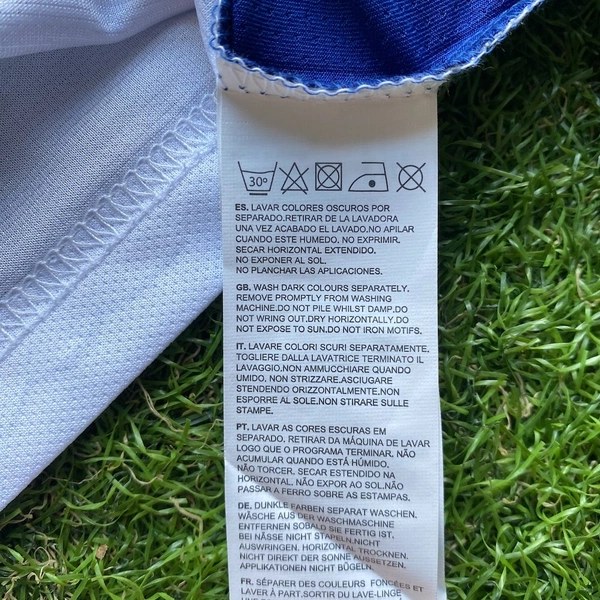 30º
ES. LAVAR COLORES OSCUROS POR
SEPARADO.RETIRAR DE LA LAVADORA
UNA VEZ ACABADO EL LAVADO.NO APILAR
CUANDO ESTE HUMEDO, NO EXPRIMIR.
SECAR HORIZONTAL EXTENDIDO.
NO EXPONER AL SOL.
NO PLANCHAR LAS APLICACIONES.
GB. WASH DARK COLOURS SEPARATELY.
REMOVE PROMPTLY FROM WASHING
MACHINE.DO NOT PILE WHILST DAMP.DO
NOT WRING OUT.DRY HORIZONTALLY.DO
NOT EXPOSE TO SUN.DO NOT IRON MOTIFS.
IT. LAVARE COLORI SCURI SEPARATAMENTE.
TOGLIERE DALLA LAVATRICE TERMINATO IL
LAVAGGIO.NON AMMUCCHIARE QUANDO
UMIDO, NON STRIZZARE.ASCIUGARE
STENDENDO ORIZZONTALMENTE.NON
ESPORRE AL SOLE.NON STIRARE SULLE
STAMPE.
PT. LAVAR AS CORES ESCURAS EM
SEPARADO. RETIRAR DA MÁQUINA DE LAVAR
LOGO QUE O PROGRAMA TERMINAR. NÃO
ACUMULAR QUANDO ESTÁ HÚMIDO.
NÃO TORCER. SECAR ESTENDIDO NA
HORIZONTAL. NÃO EXPOR AO SOL.NÃO
PASSAR A FERRO SOBRE AS ESTAMPAS.
DE. DUNKLE FARBEN SEPARAT WASCHEN.
WÄSCHE AUS DER WASCHMASCHINE
ENTFERNEN SOBALD SIE FERTIG IST.
BEI NÄSSE NICHT STAPELN.NICHT
AUSWRINGEN. HORIZONTAL TROCKNEN.
NICHT DIREKT DER SONNE AUSSETZEN.
APLICATIONEN NICHT BÜGELN.
FR. SÉPARER DES COULEURS FONCÉES ET
LAVER À PART.SORTIR DU LAVE-LINGE